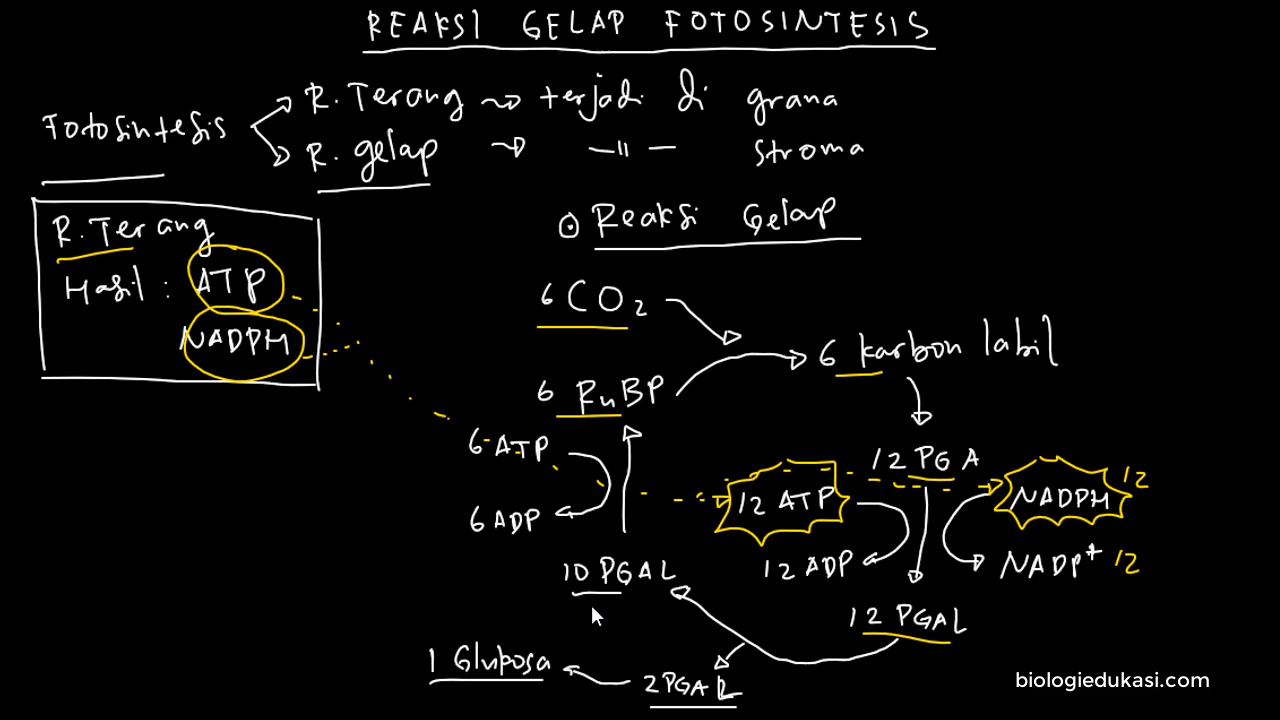 REAKSI GELAP FOTOSINTESIS
Fotosintesis
R. Terang → terjadi di grana
R. gelap → —"— stroma
R. Terang
Hasil : ATP
NADPH
Reaksi Gelap
6 CO2
6 karbon labil
6 RuBP
6 ATP
12 PGA
12 ATP
NADPH 12
6 ADP
12 ADP
NADP+ 12
10 PGAL
12 PGAL
1 Glukosa
2 PGAL
biologiedukasi.com